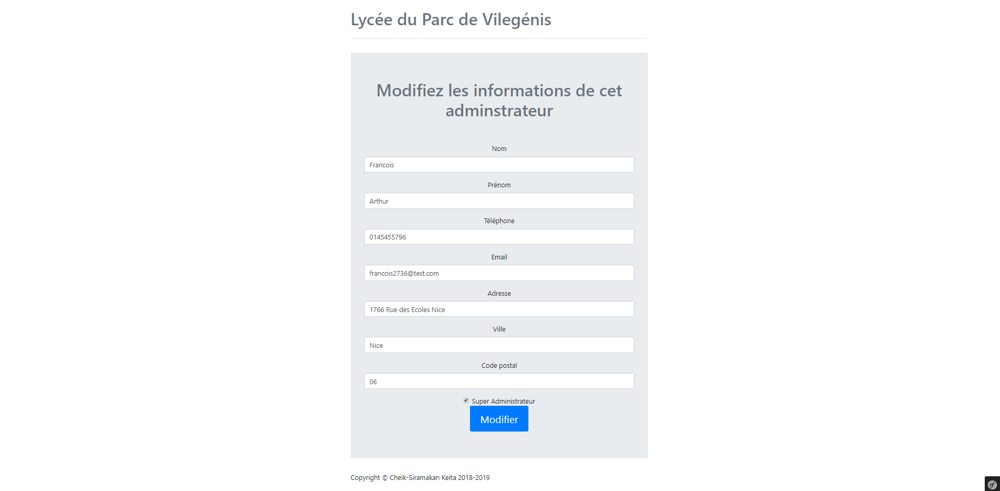 Lycée du Parc de Vilegénis
Modifiez les informations de cet
adminstrateur
Nom
Francois
Prénom
Arthur
Téléphone
0145455796
Email
francois2736@test.com
Adresse
1766 Rue des Ecoles Nice
Ville
Nice
Code postal
06
Super Administrateur
Modifier
Copyright © Cheik-Siramakan Keita 2018-2019
sf